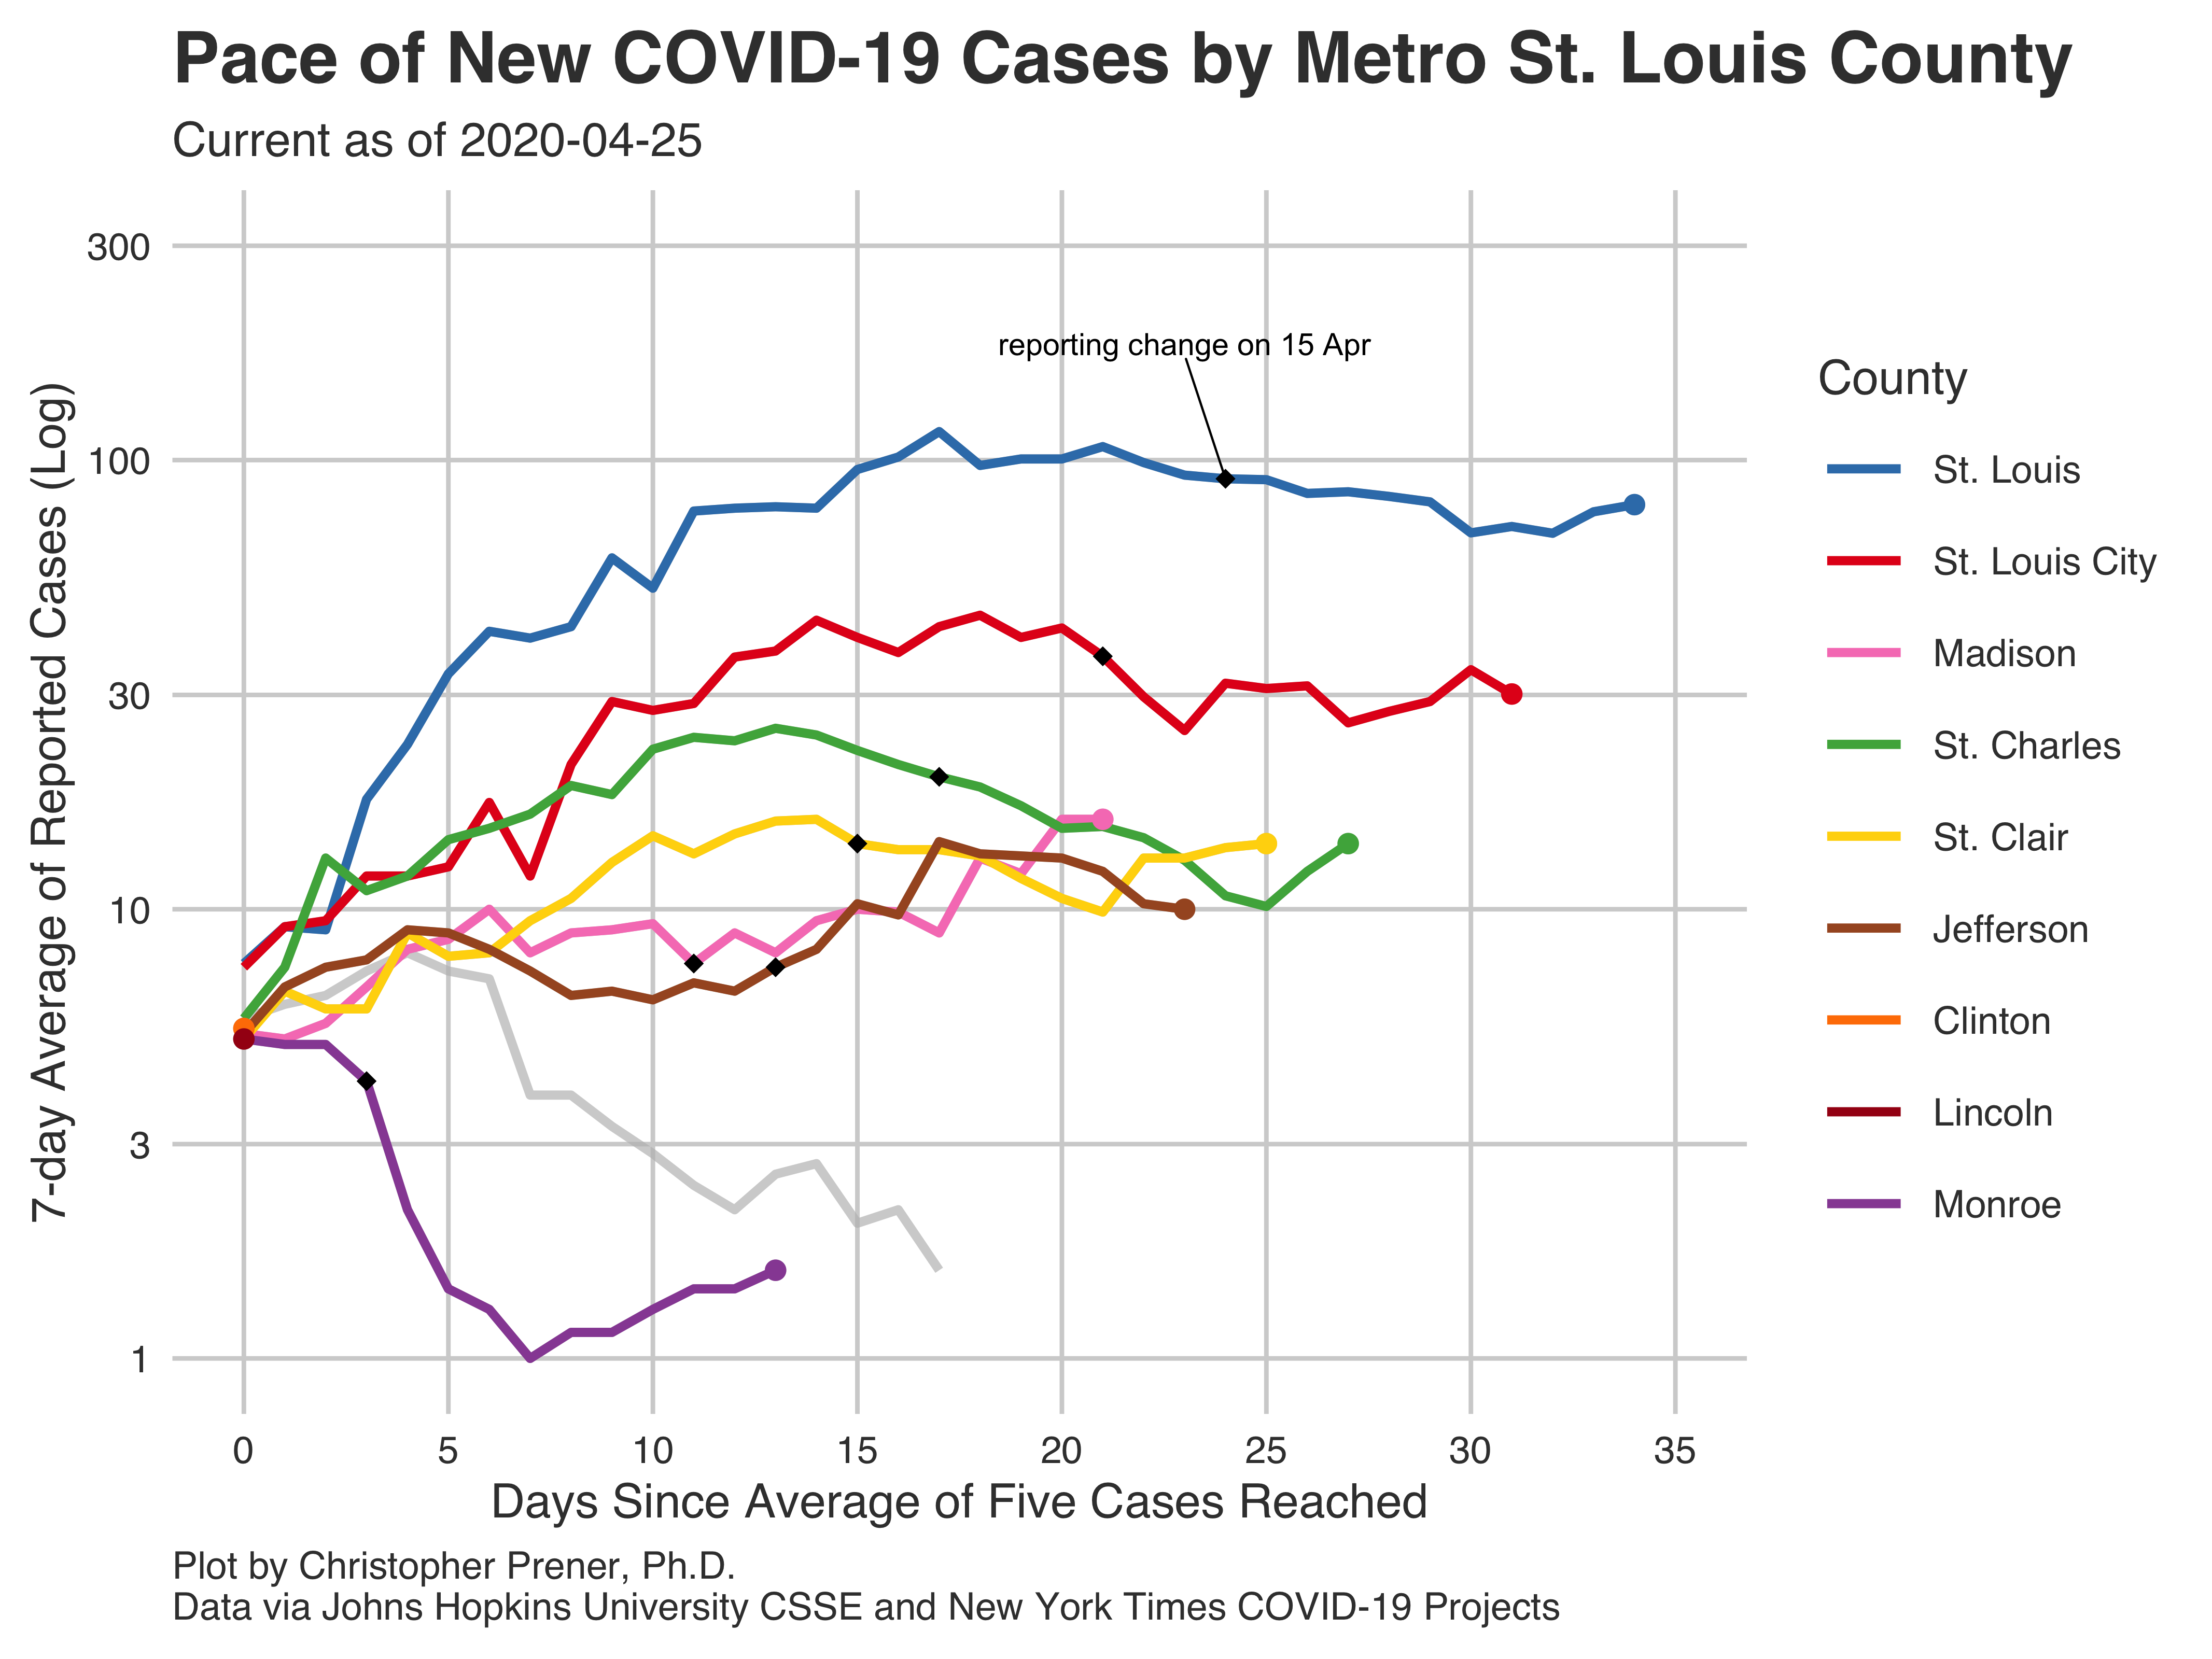 Pace of New COVID-19 Cases by Metro St. Louis County
Current as of 2020-04-25
7-day Average of Reported Cases (Log)
300
100
30
10
3
1
reporting change on 15 Apr
0 5 10 15 20 25 30 35
Days Since Average of Five Cases Reached
County
St. Louis
St. Louis City
Madison
St. Charles
St. Clair
Jefferson
Clinton
Lincoln
Monroe
Plot by Christopher Prener, Ph.D.
Data via Johns Hopkins University CSSE and New York Times COVID-19 Projects